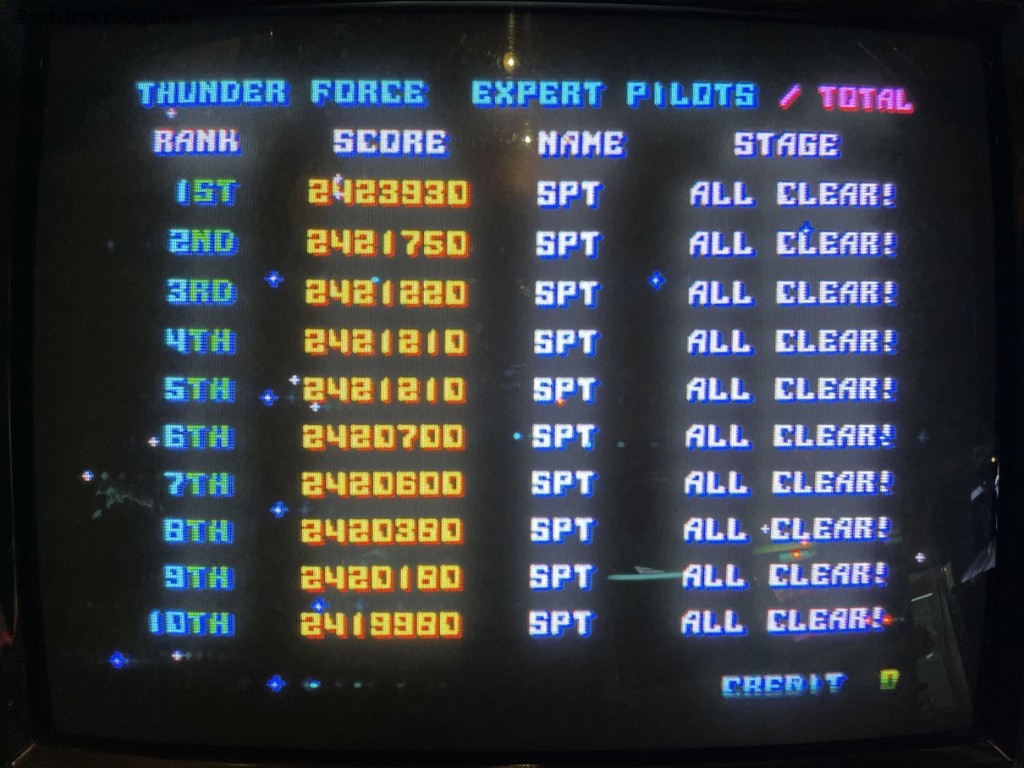 THUNDER FORCE EXPERT PILOTS / TOTAL
RANK SCORE NAME STAGE
1ST 2423930 SPT ALL CLEAR!
2ND 2421750 SPT ALL CLEAR!
3RD 2421220 SPT ALL CLEAR!
4TH 2421210 SPT ALL CLEAR!
5TH 2421210 SPT ALL CLEAR!
6TH 2420700 SPT ALL CLEAR!
7TH 2420600 SPT ALL CLEAR!
8TH 2420380 SPT ALL CLEAR!
9TH 2420180 SPT ALL CLEAR!
10TH 2419980 SPT ALL CLEAR!
CREDIT 0